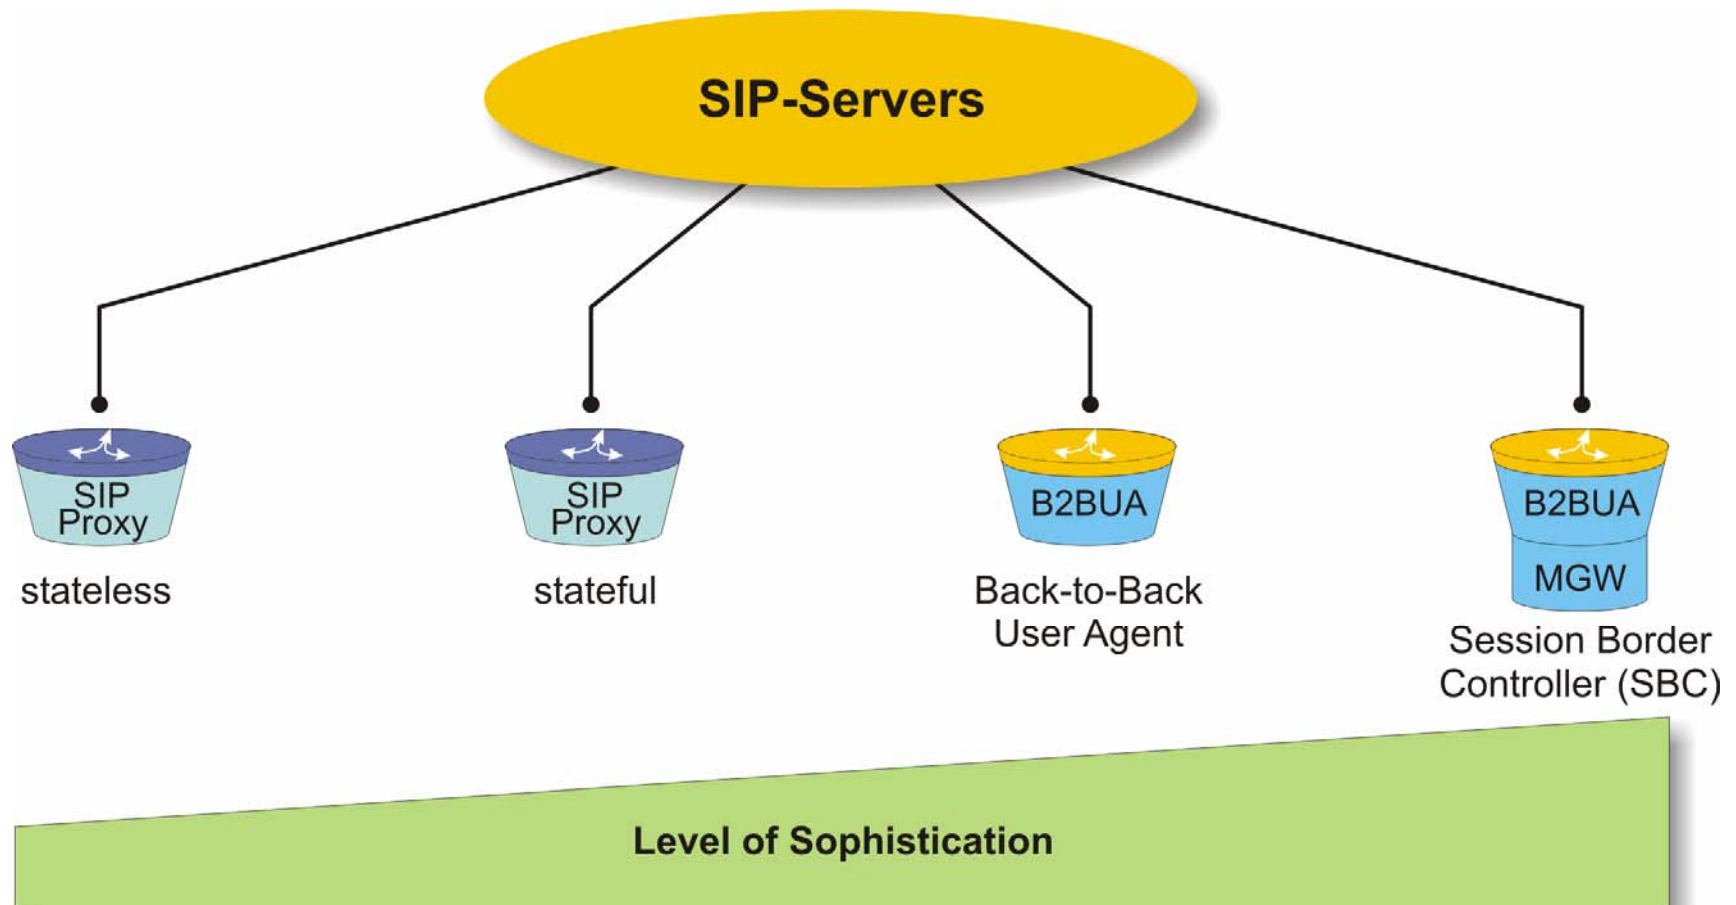 SIP-Servers
SIP
Proxy
stateless
SIP
Proxy
stateful
B2BUA
Back-to-Back
User Agent
B2BUA
MGW
Session Border
Controller (SBC)
Level of Sophistication